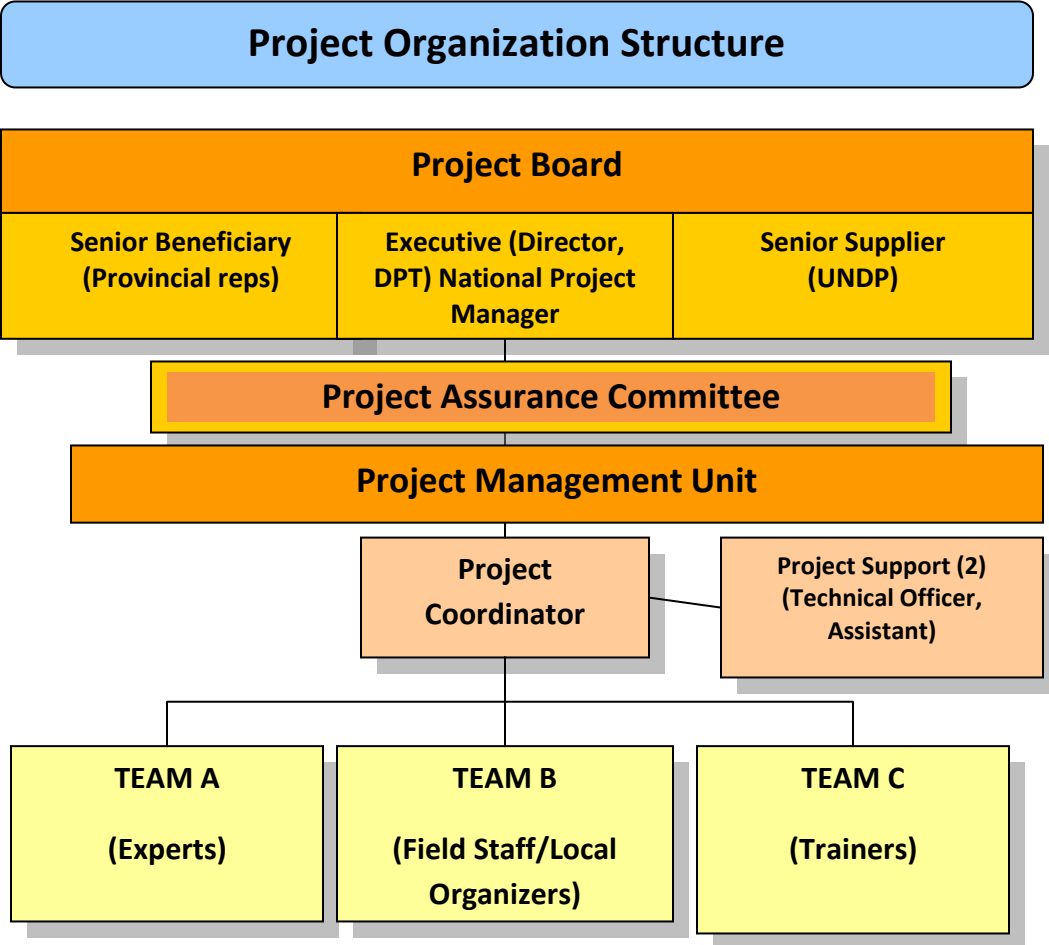 Project Organization Structure
Project Board
Senior Beneficiary
(Provincial reps)
Executive (Director,
DPT) National Project
Manager
Senior Supplier
(UNDP)
Project Assurance Committee
Project Management Unit
Project
Coordinator
Project Support (2)
(Technical Officer,
Assistant)
TEAM A
(Experts)
TEAM B
(Field Staff/Local
Organizers)
TEAM C
(Trainers)